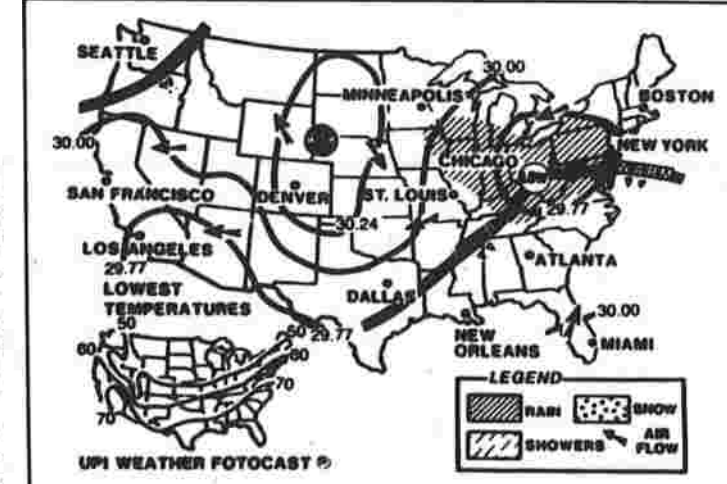 SEATTLE
30.00
MINNEAPOLIS
BOSTON
NEW YORK
30.00
CHICAGO
LOW
SAN FRANCISCO
DENVER
ST. LOUIS
30.24
29.77
LOS ANGELES
ATLANTA
29.77
LOWEST
TEMPERATURES
DALLAS
30.00
50
50
29.77
NEW
ORLEANS
MIAMI
60
60
70
70
LEGEND
RAIN
SNOW
SHOWERS
AIR
FLOW
UPI WEATHER FOTOCAST ®